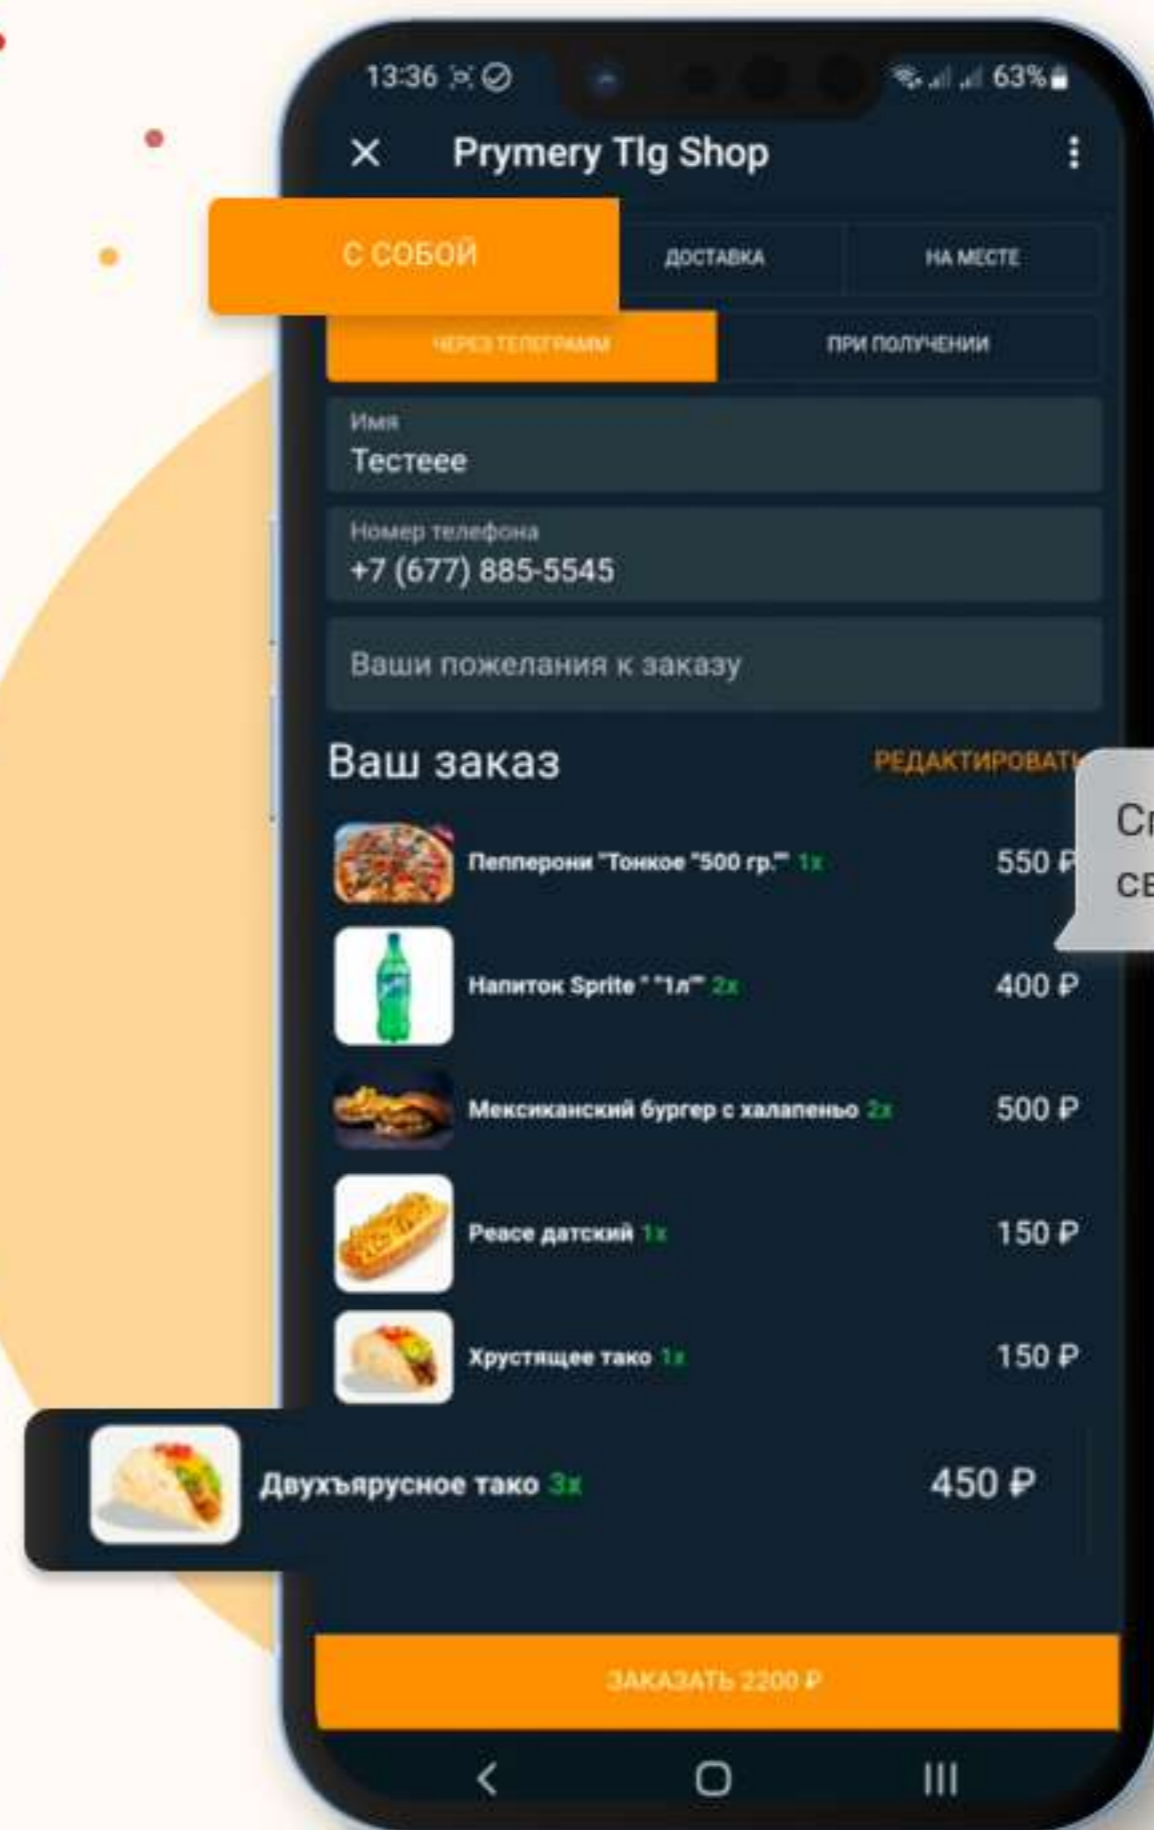 13:36 63%
Prymery Tlg Shop
С СОБОЙ ДОСТАВКА НА МЕСТЕ
ЧЕРЕЗ ТЕЛЕГРАММ ПРИ ПОЛУЧЕНИИ
Имя
Тестеее
Номер телефона
+7 (677) 885-5545
Ваши пожелания к заказу
Ваш заказ РЕДАКТИРОВАТЬ
Пепперони "Тонкое "500 гр."" 1x 550 ₽
Напиток Sprite " "1л"" 2x 400 ₽
Мексиканский бургер с халапеньо 2x 500 ₽
Реасе датский 1x 150 ₽
Хрустящее тако 1x 150 ₽
Двухъярусное тако 3x 450 ₽
ЗАКАЗАТЬ 2200 ₽